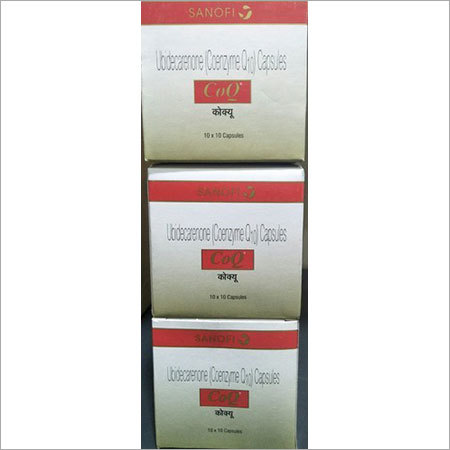 SANOFI
Ubidecarenone (Coenzyme Q10) Capsules
CoQ
कोक्यू
10 x 10 Capsules
SANOFI
Ubidecarenone (Coenzyme Q10) Capsules
CoQ
कोक्यू
10 x 10 Capsules
SANOFI
Ubidecarenone (Coenzyme Q10) Capsules
CoQ
कोक्यू
10 x 10 Capsules